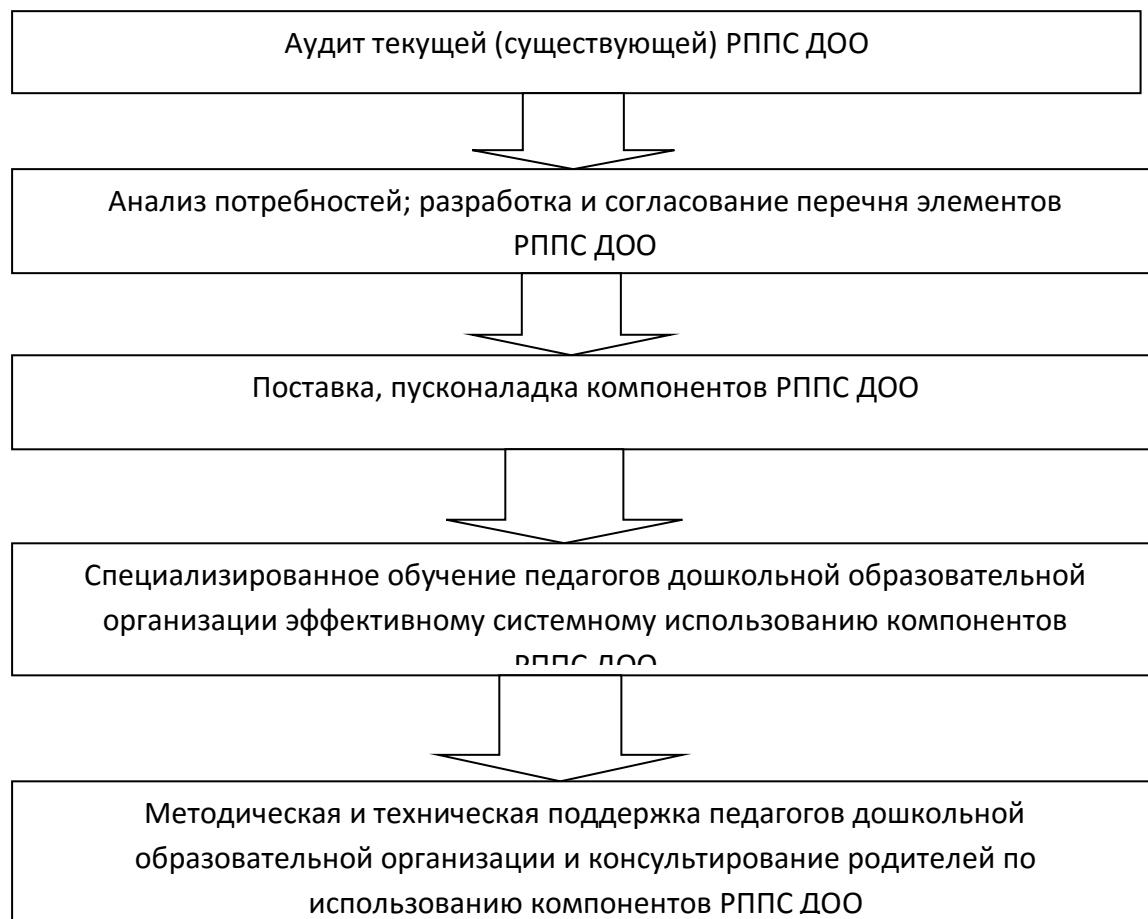 Аудит текущей (существующей) РППС ДОО
Анализ потребностей; разработка и согласование перечня элементов
РППС ДОО
Поставка, пусконаладка компонентов РППС ДОО
Специализированное обучение педагогов дошкольной образовательной
организации эффективному системному использованию компонентов
РППС ДОО
Методическая и техническая поддержка педагогов дошкольной
образовательной организации и консультирование родителей по
использованию компонентов РППС ДОО